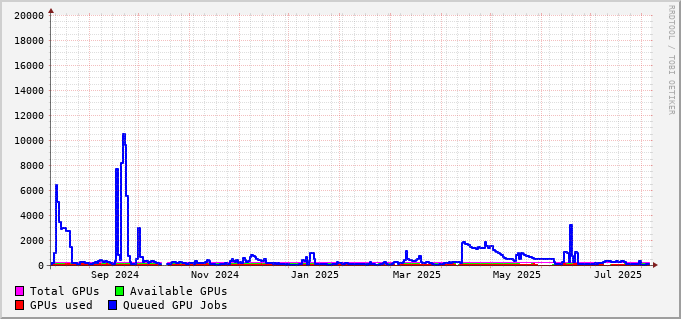 20000
18000
16000
14000
12000
10000
8000
6000
4000
2000
0
Sep 2024 Nov 2024 Jan 2025 Mar 2025 May 2025 Jul 2025
Total GPUs Available GPUs
GPUs used Queued GPU Jobs
RRDTOOL / TOBI OETIKER